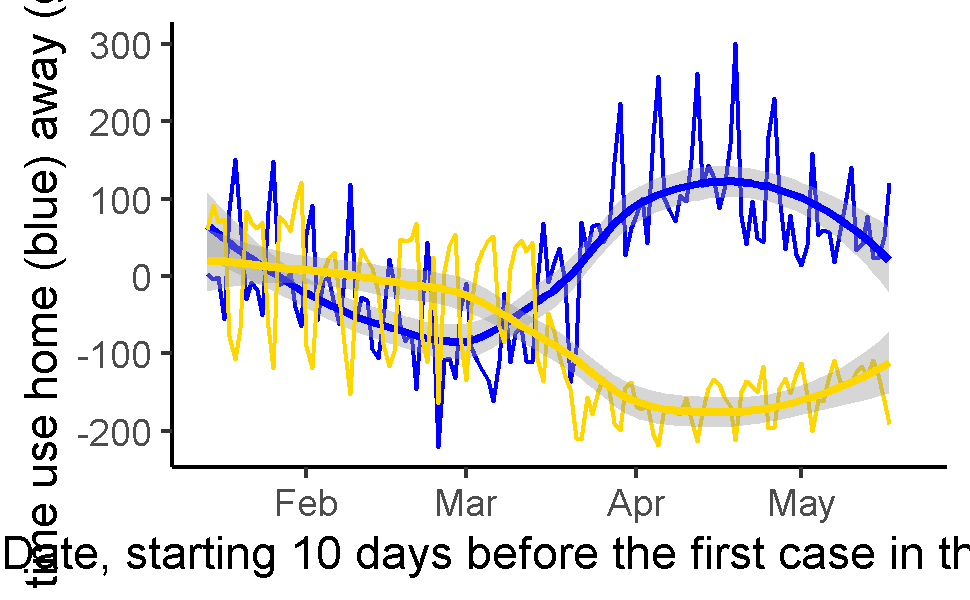 time use home (blue) away (
300
200
100
0
-100
-200
Feb Mar Apr May
Date, starting 10 days before the first case in th